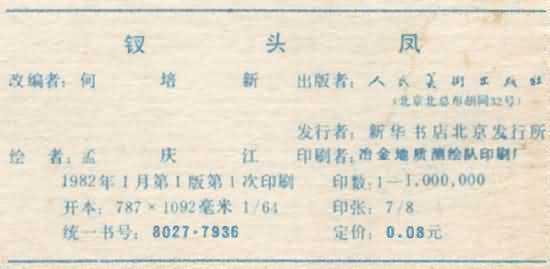 钗头凤
改编者：何培新 出版者：人民美术出版社
（北京北总布胡同32号）
发行者：新华书店北京发行所
绘者：孟庆江 印刷者：冶金地质测绘队印刷厂
1982年1月第1版第1次印刷 印数：1—1,000,000
开本：787×1092毫米 1/64 印张：7/8
统一书号：8027·7936 定价：0.08元